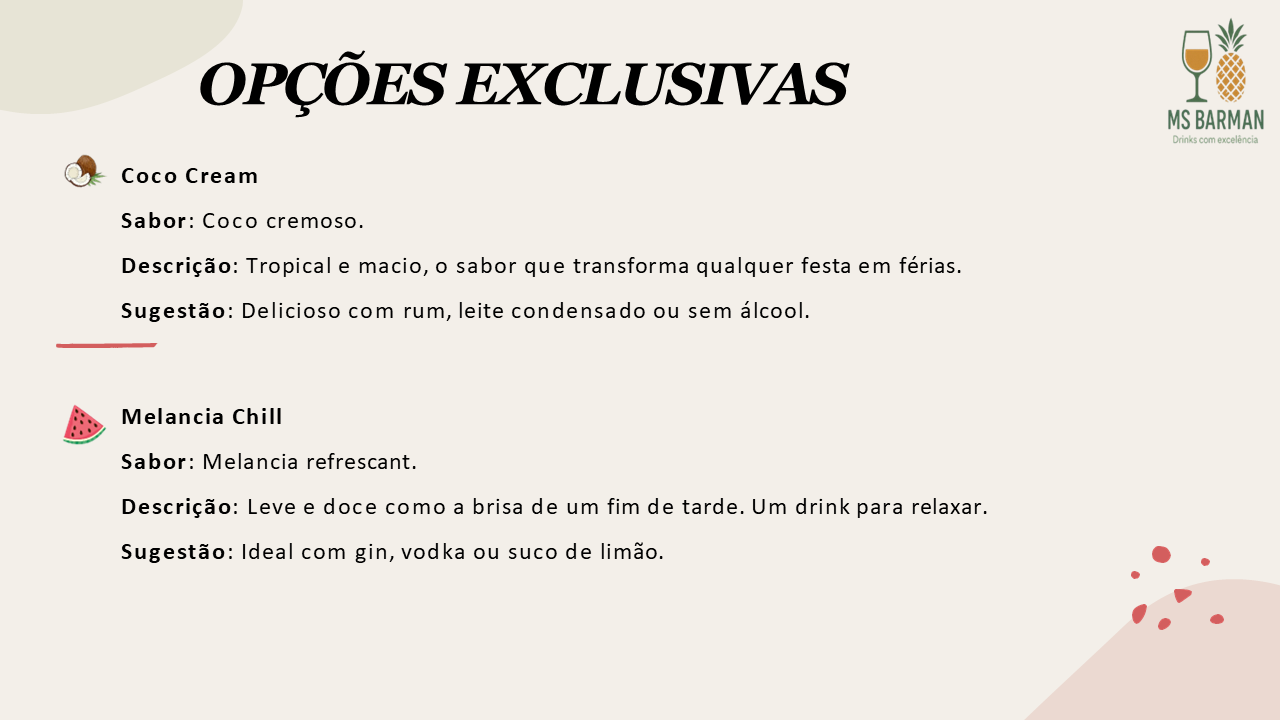 OPÇÕES EXCLUSIVAS
MS BARMAN
Drinks com excelência
Coco Cream
Sabor: Coco cremoso.
Descrição: Tropical e macio, o sabor que transforma qualquer festa em férias.
Sugestão: Delicioso com rum, leite condensado ou sem álcool.
Melancia Chill
Sabor: Melancia refrescant.
Descrição: Leve e doce como a brisa de um fim de tarde. Um drink para relaxar.
Sugestão: Ideal com gin, vodka ou suco de limão.